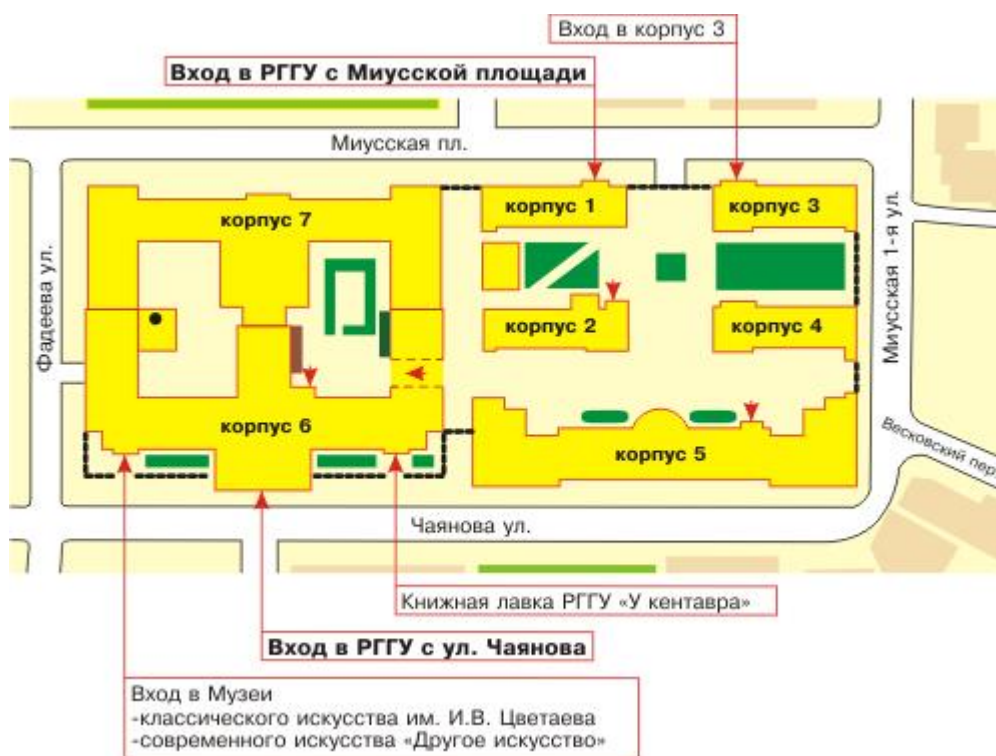 Вход в корпус 3
Вход в РГГУ с Миусской площади
Миусская пл.
корпус 7
корпус 1
корпус 3
Фадеева ул.
Миусская 1-я ул.
корпус 2
корпус 4
корпус 6
корпус 5
Весковский пер.
Чаянова ул.
Книжная лавка РГГУ «У кентавра»
Вход в РГГУ с ул. Чаянова
Вход в Музеи
-классического искусства им. И.В. Цветаева
-современного искусства «Другое искусство»